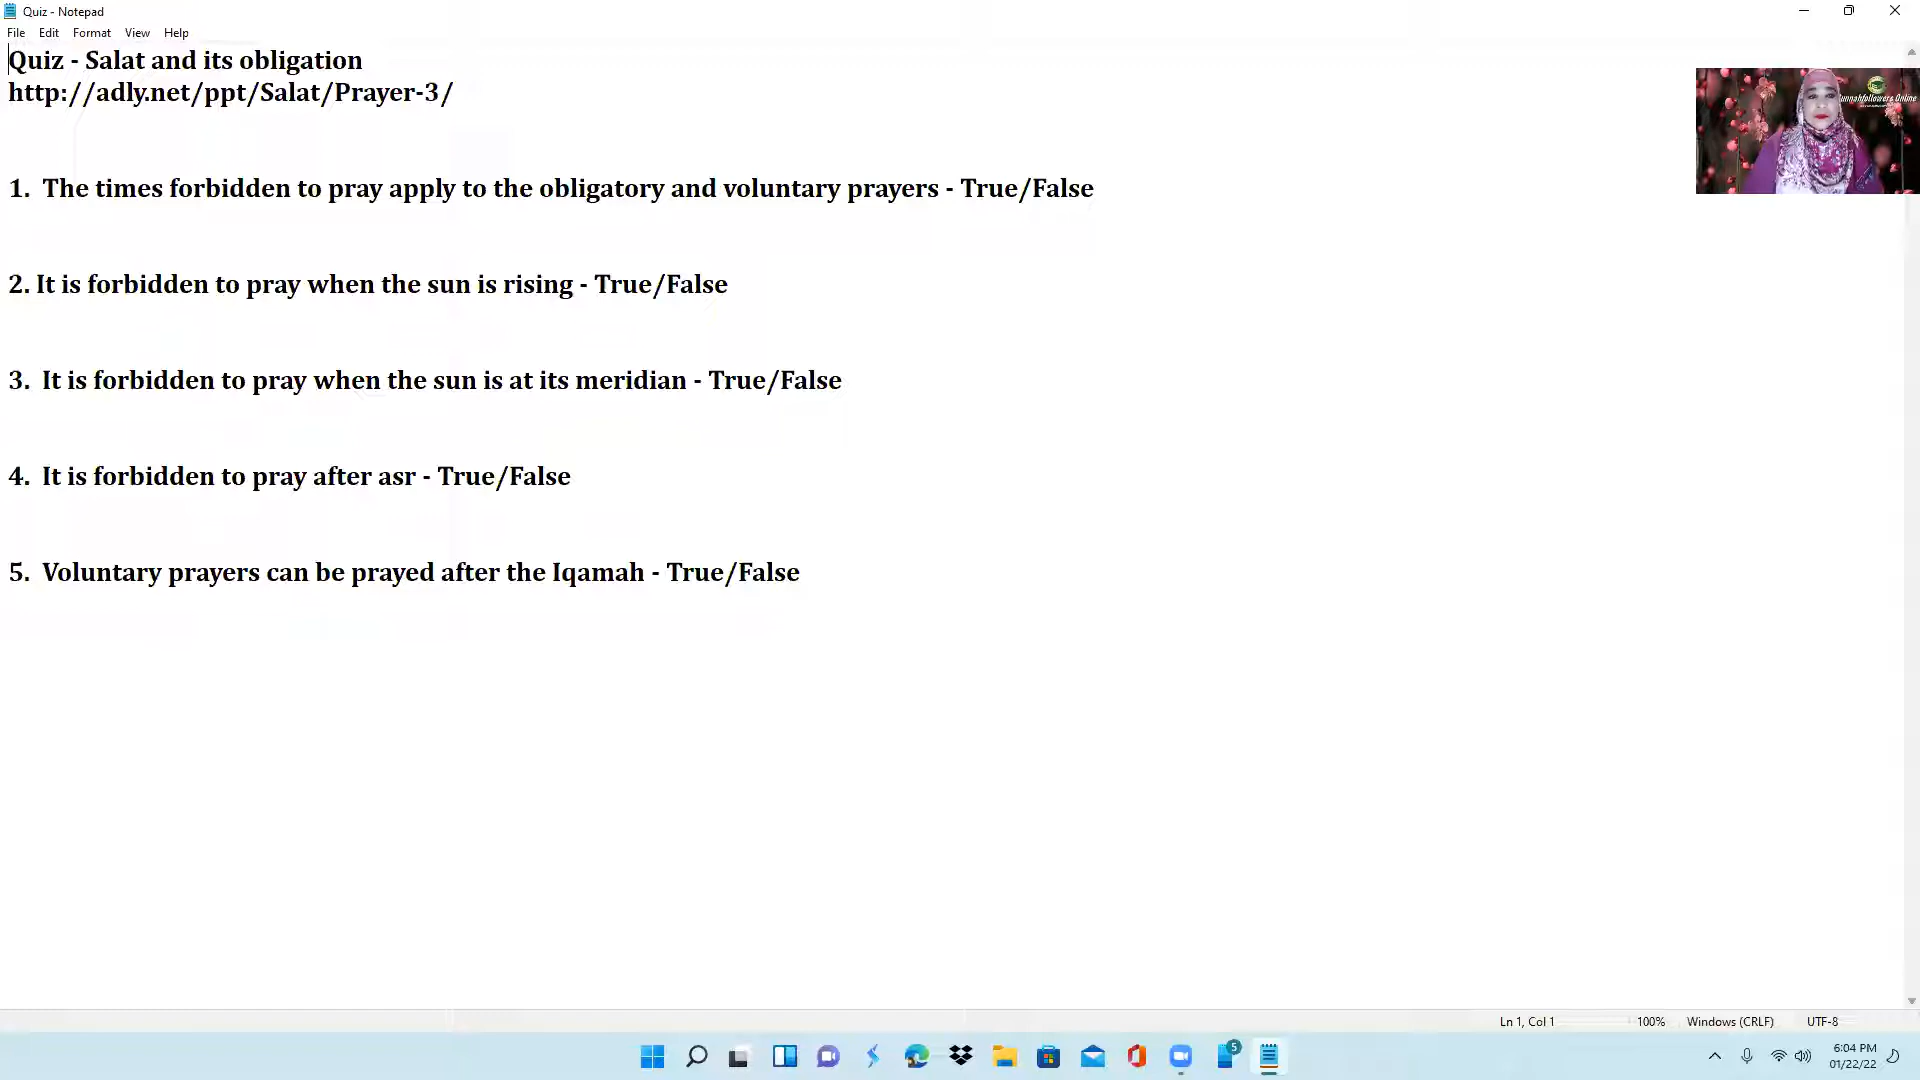 Quiz - Notepad
File Edit Format View Help
Quiz - Salat and its obligation
http://adly.net/ppt/Salat/Prayer-3/
1.  The times forbidden to pray apply to the obligatory and voluntary prayers - True/False
2. It is forbidden to pray when the sun is rising - True/False
3.  It is forbidden to pray when the sun is at its meridian - True/False
4.  It is forbidden to pray after asr - True/False
5.  Voluntary prayers can be prayed after the Iqamah - True/False
unnahfollowers Online
Ln 1, Col 1 100% Windows (CRLF) UTF-8
5
6:04 PM
01/22/22